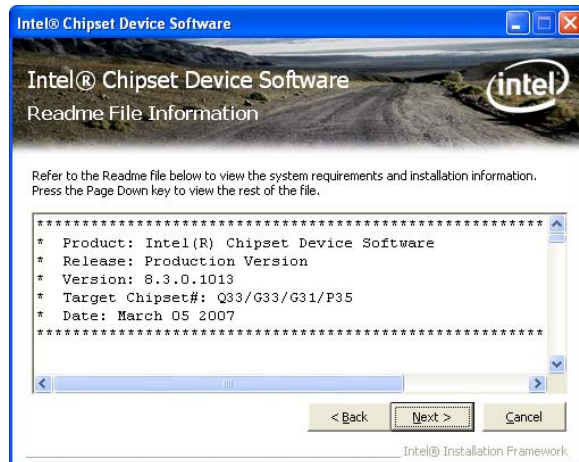 Intel® Chipset Device Software
Intel® Chipset Device Software
intel
Readme File Information
Refer to the Readme file below to view the system requirements and installation information.
Press the Page Down key to view the rest of the file.
*******************************************************
* Product: Intel(R) Chipset Device Software
* Release: Production Version
* Version: 8.3.0.1013
* Target Chipset#: Q33/G33/G31/P35
* Date: March 05 2007
*******************************************************
< Back
Next >
Cancel
Intel® Installation Framework